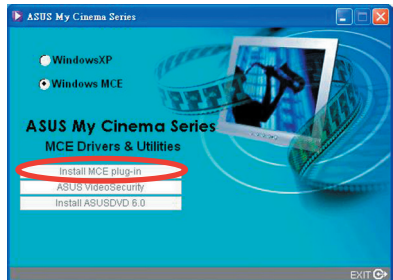 ASUS My Cinema Series
WindowsXP
Windows MCE
ASUS My Cinema Series
MCE Drivers & Utilities
Install MCE plug-in
ASUS VideoSecurity
Install ASUSDVD 6.0
EXIT